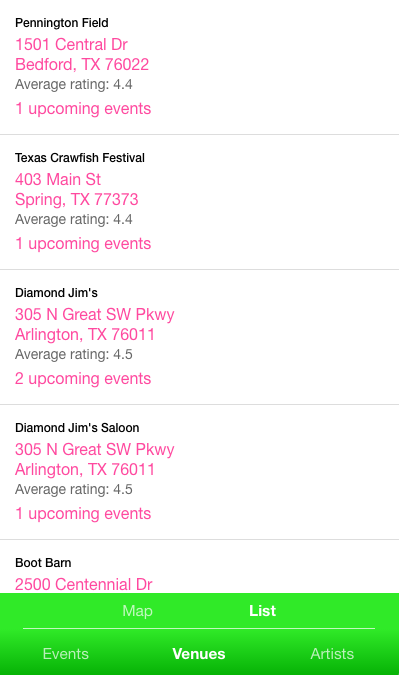 Pennington Field
1501 Central Dr
Bedford, TX 76022
Average rating: 4.4
1 upcoming events
Texas Crawfish Festival
403 Main St
Spring, TX 77373
Average rating: 4.4
1 upcoming events
Diamond Jim's
305 N Great SW Pkwy
Arlington, TX 76011
Average rating: 4.5
2 upcoming events
Diamond Jim's Saloon
305 N Great SW Pkwy
Arlington, TX 76011
Average rating: 4.5
1 upcoming events
Boot Barn
2500 Centennial Dr
Map List
Events Venues Artists